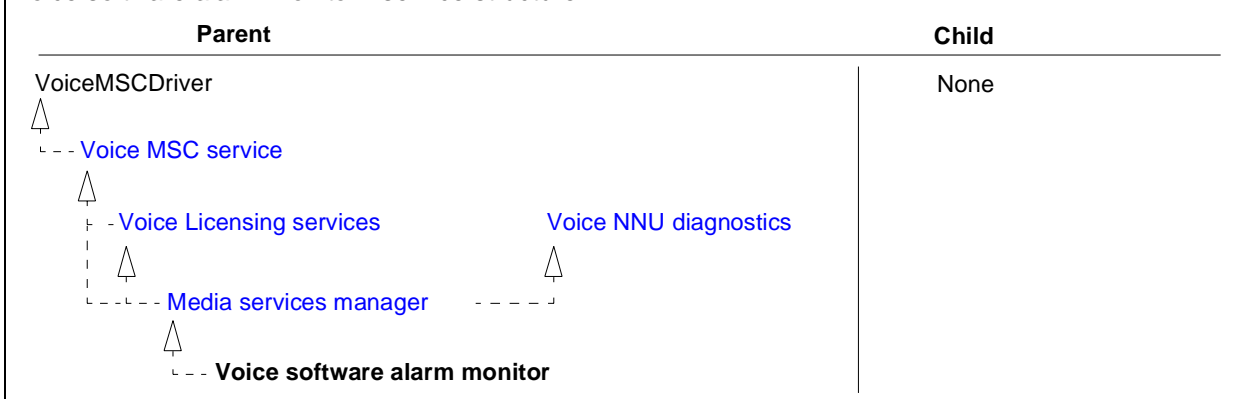 Parent Child
VoiceMSCDriver None
Voice MSC service
Voice Licensing services Voice NNU diagnostics
Media services manager
Voice software alarm monitor